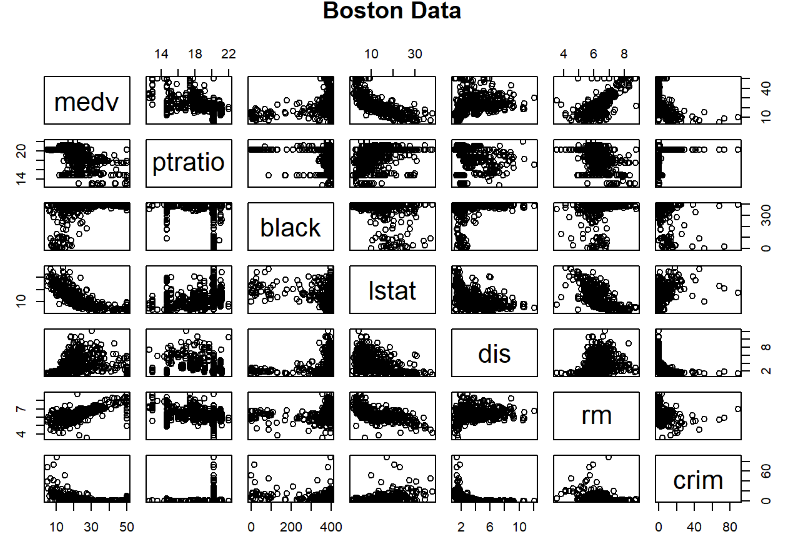 Boston Data
14 18 22 10 30 4 6 8
medv 10 40
14 20 ptratio
black 0 300
10 lstat
dis 2 8
4 7 rm
crim 0 60
10 30 50 0 200 400 2 6 10 0 40 80